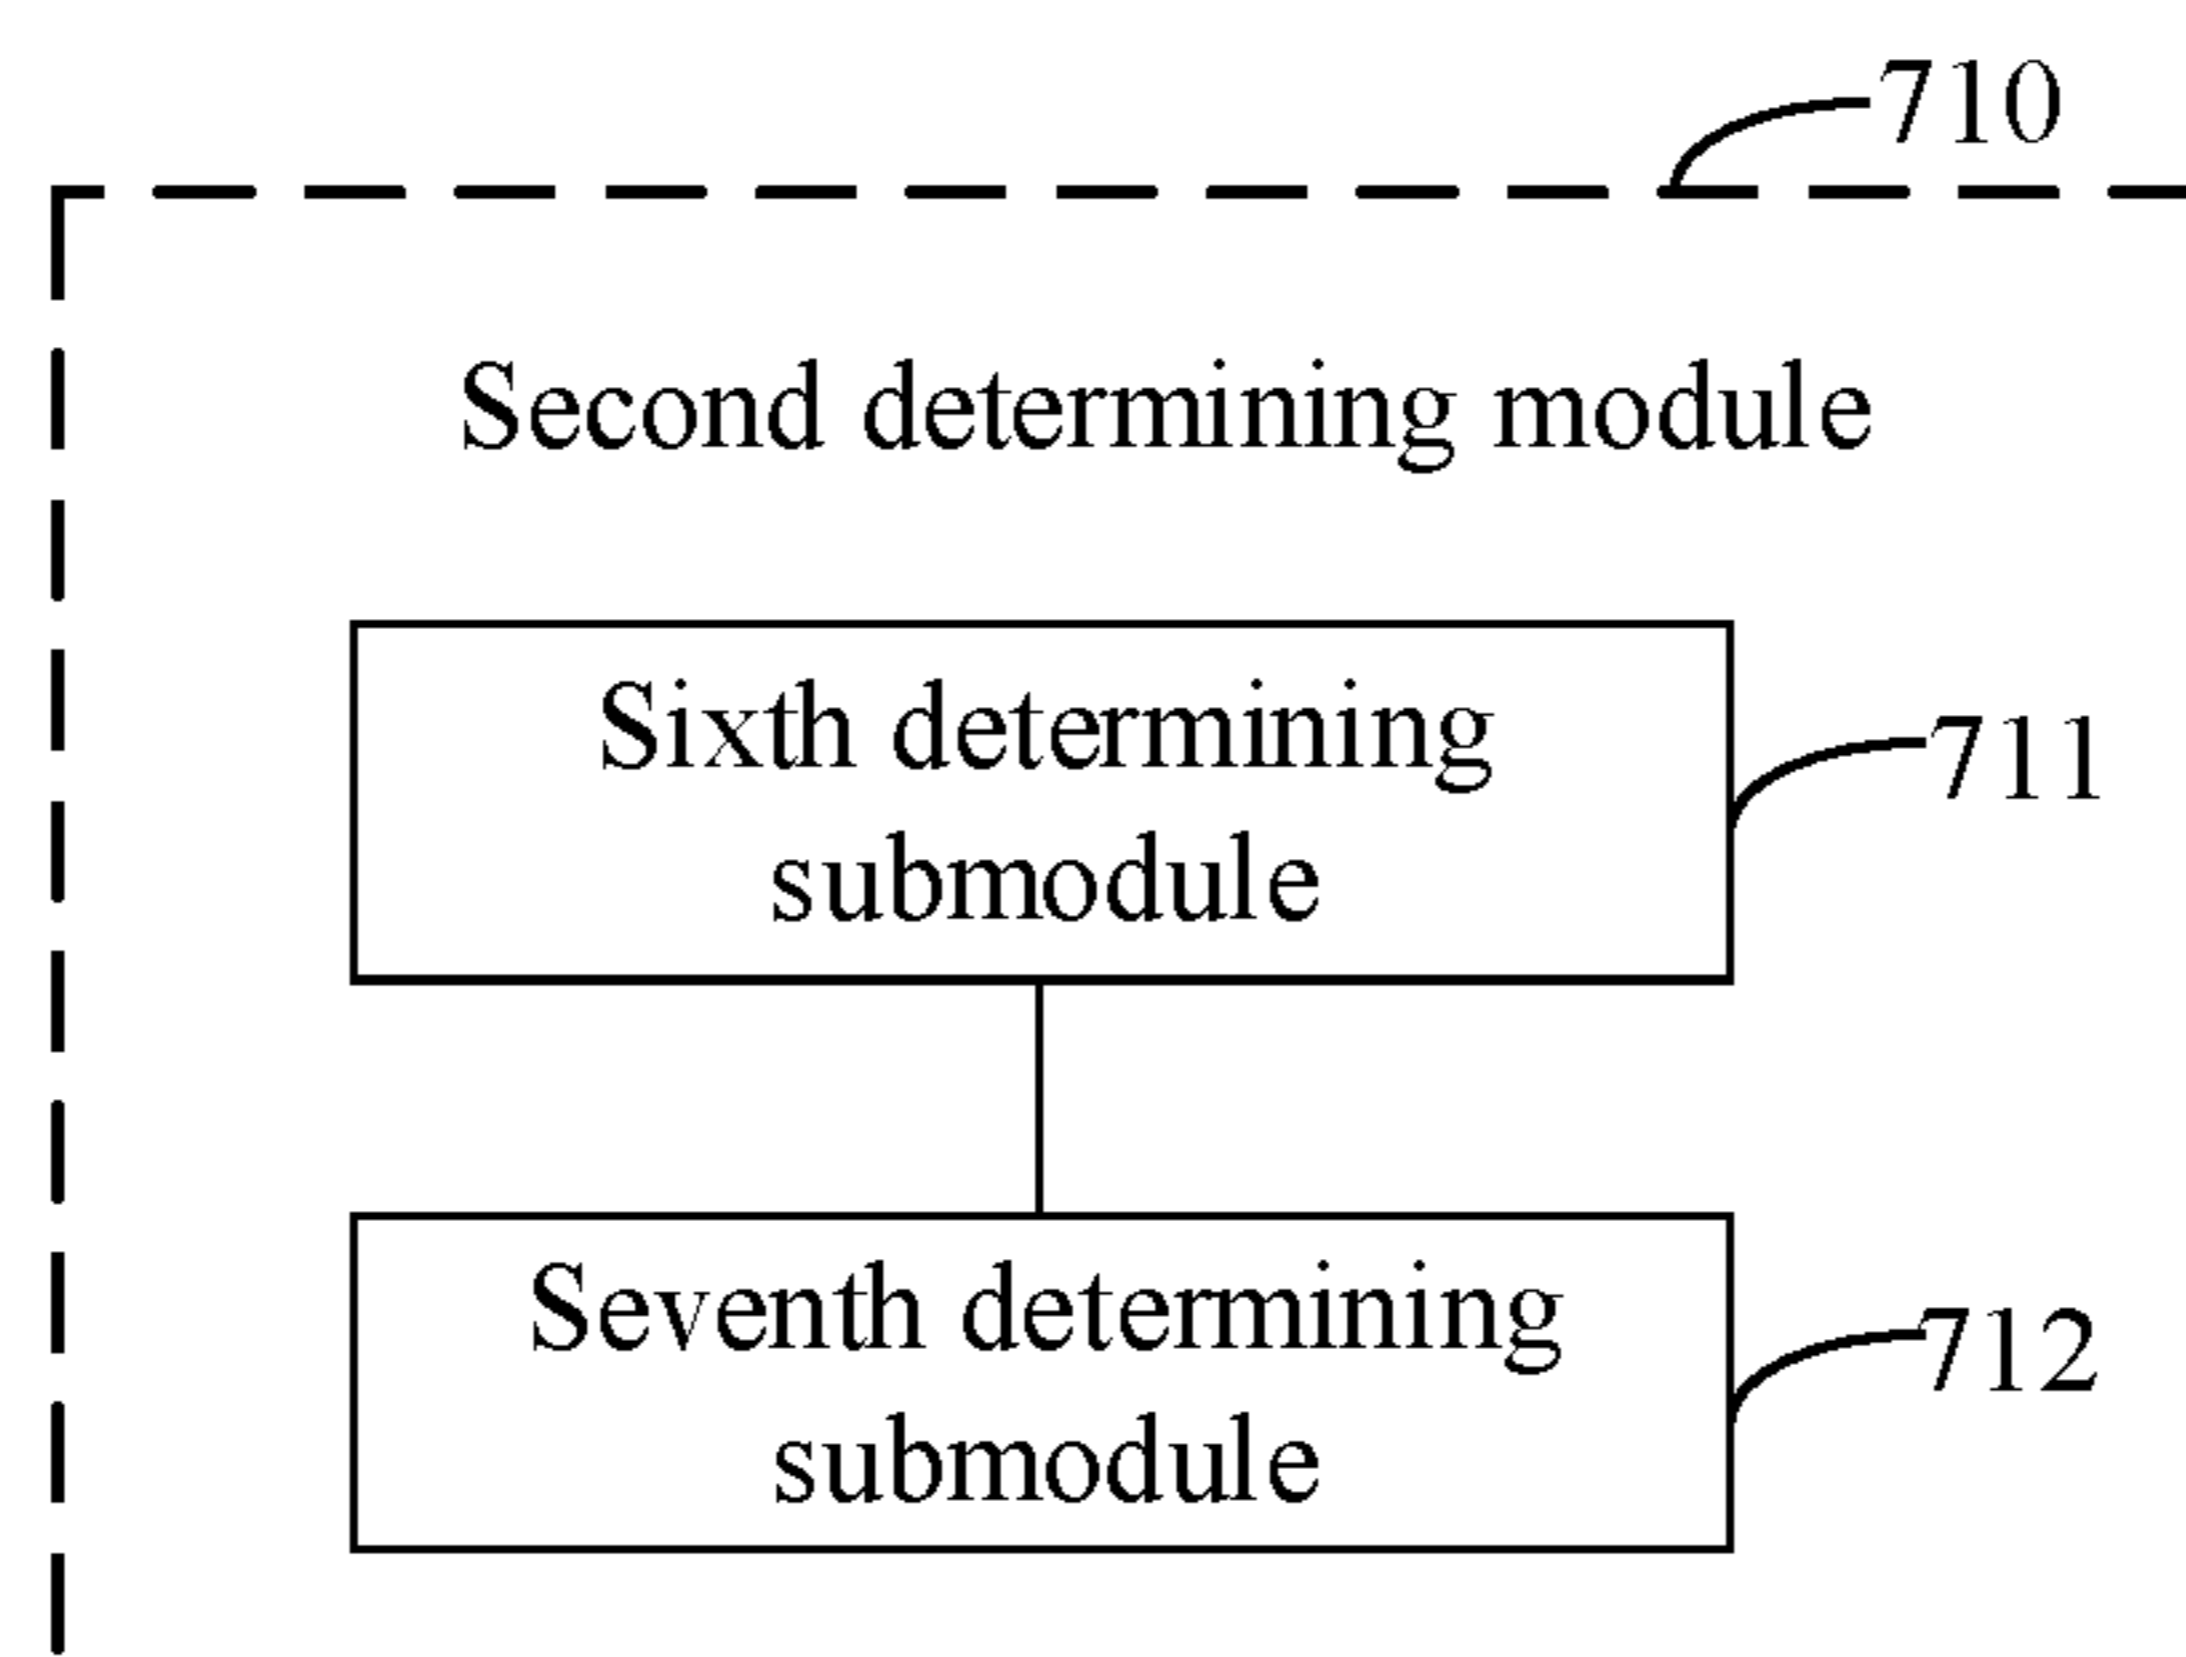 710
Second determining module
Sixth determining
submodule
711
Seventh determining
submodule
712